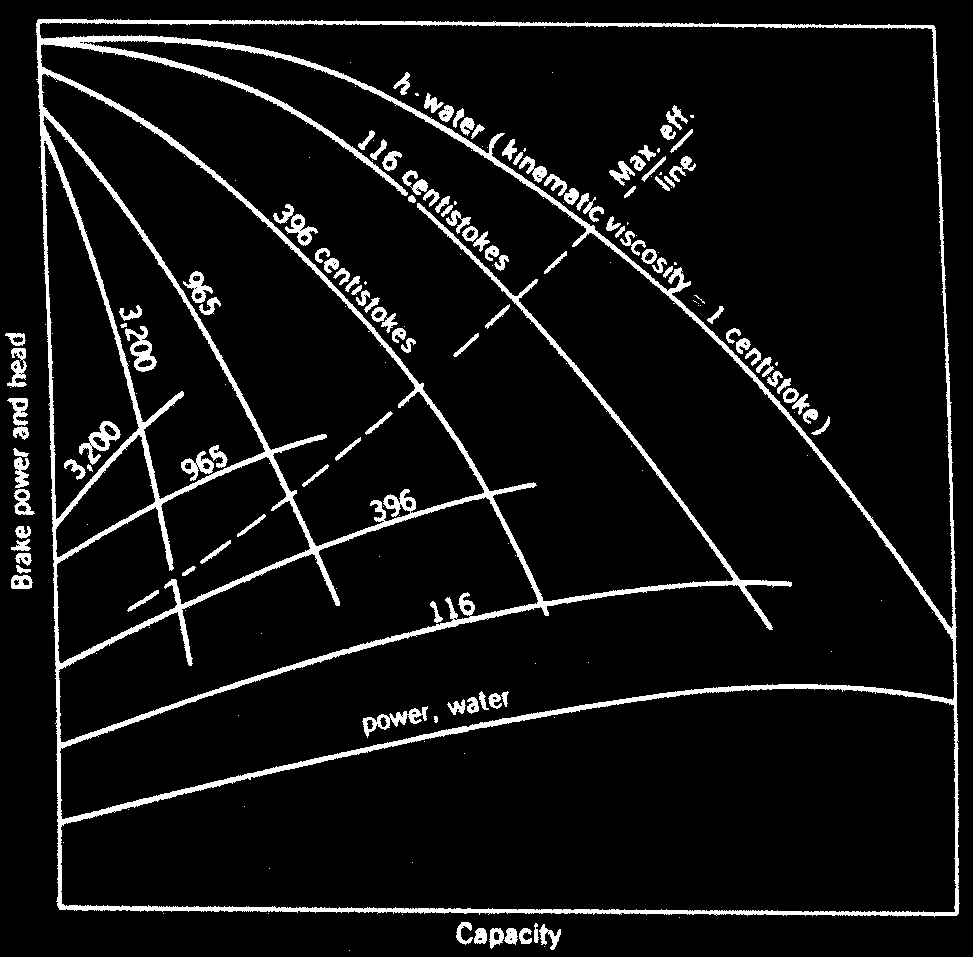 h-water (kinematic viscosity = 1 centistoke)
Max. eff.
line
116 centistokes
396 centistokes
965
3,200
3,200
965
396
116
power, water
Brake power and head
Capacity